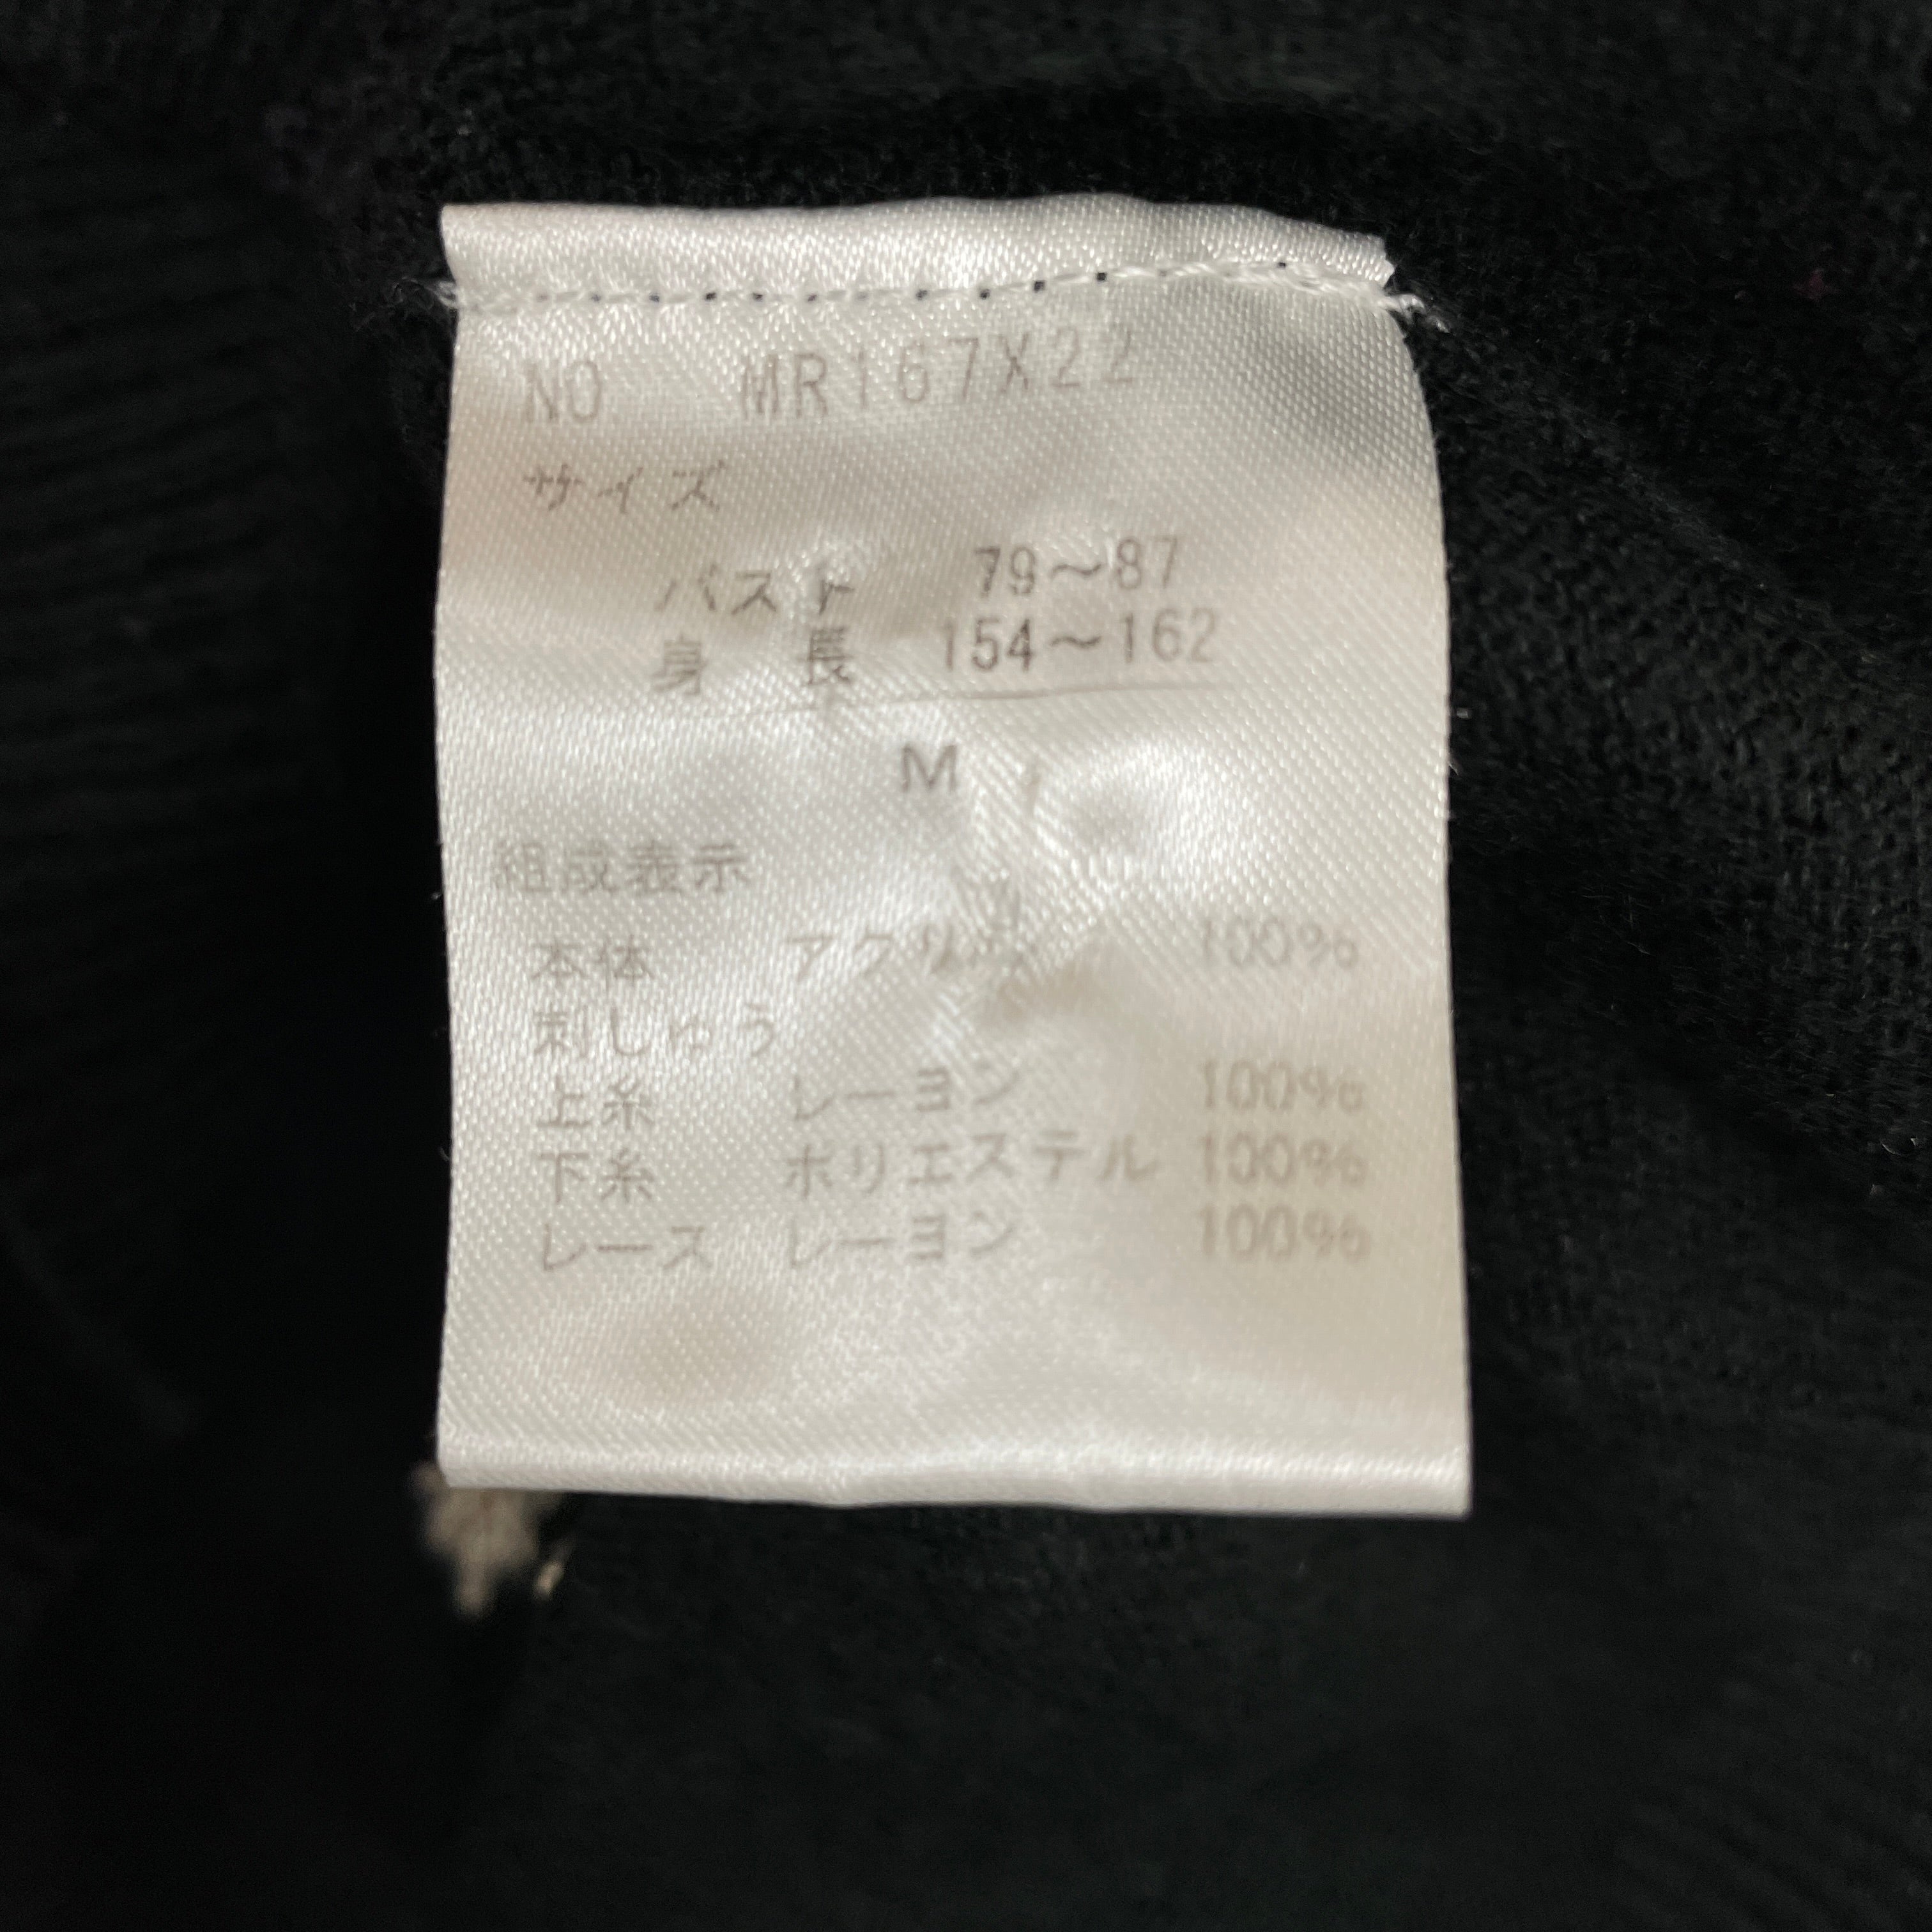 NO MR167X22
サイズ
バスト 79〜87
身長 154〜162
M
組成表示
本体 アクリル 100%
刺しゅう
上糸 レーヨン 100%
下糸 ポリエステル 100%
レース レーヨン 100%